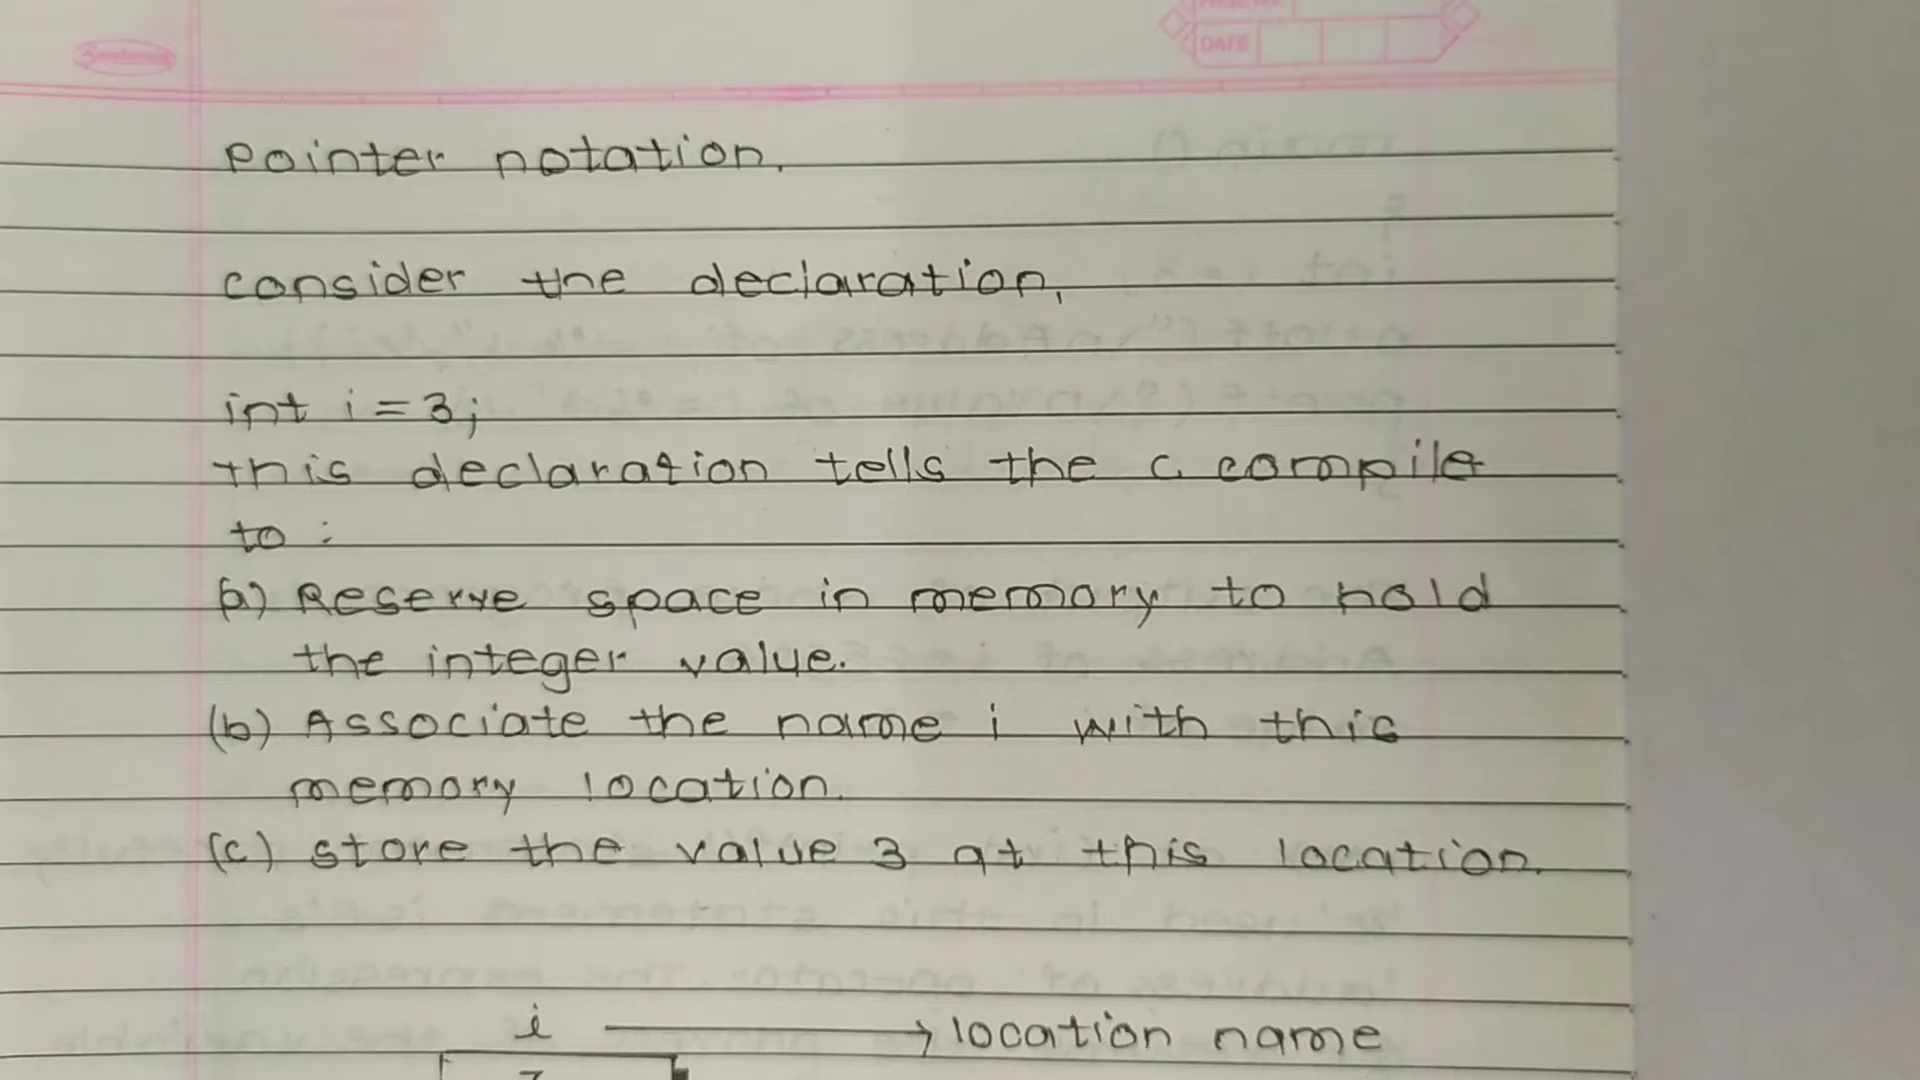 DATE
Pointer notation.
consider the declaration,
int i = 3;
this declaration tells the c compile
to :
(a) Reserve space in memory to hold
the integer value.
(b) Associate the name i with this
memory location.
(c) store the value 3 at this location.
i → location name